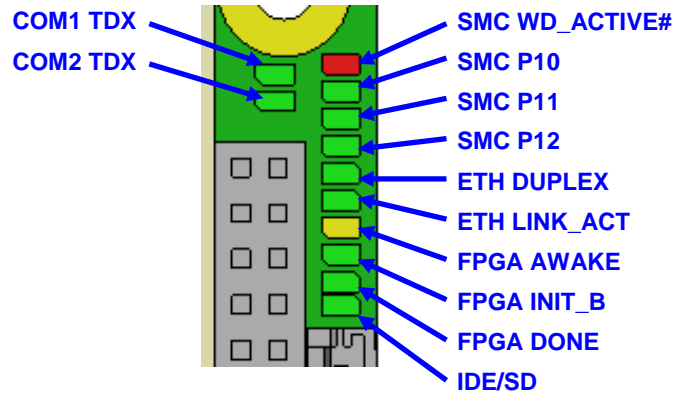 COM1 TDX
COM2 TDX
SMC WD_ACTIVE#
SMC P10
SMC P11
SMC P12
ETH DUPLEX
ETH LINK_ACT
FPGA AWAKE
FPGA INIT_B
FPGA DONE
IDE/SD